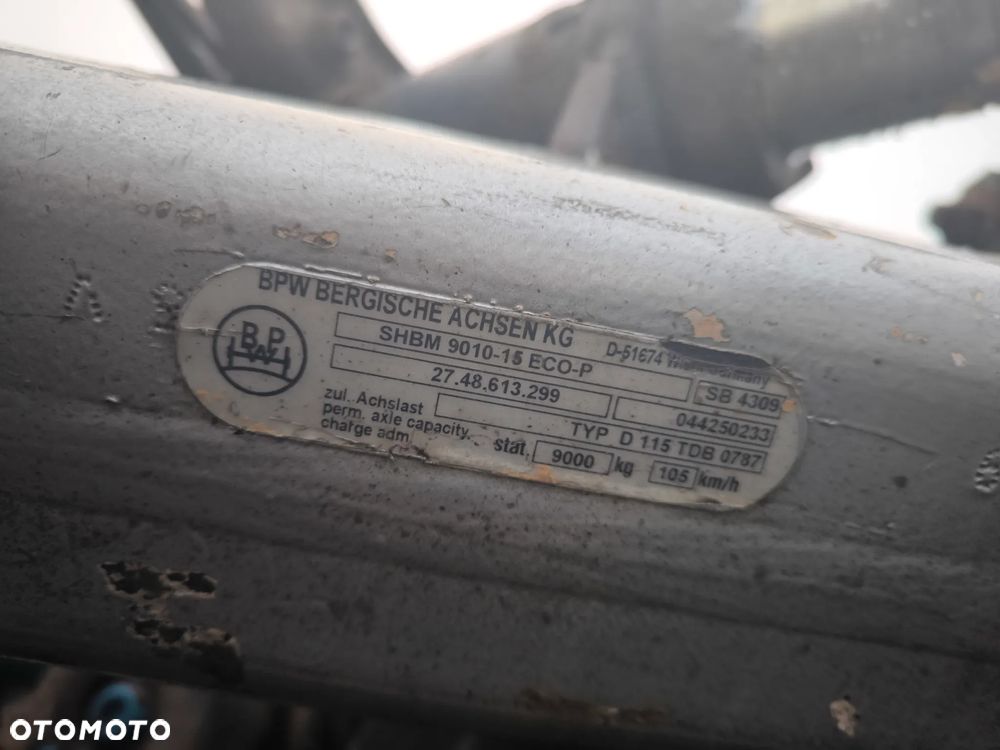 BPW BERGISCHE ACHSEN KG
D-51674
B P
SHBM 9010-15 ECO-P
SB 4309
27.48.613.299
044250233
TYP D 115 TDB 0787
zul. Achslast
perm. axle capacity
charge adm.
stat.
9000 kg
105 km/h
OTOMOTO